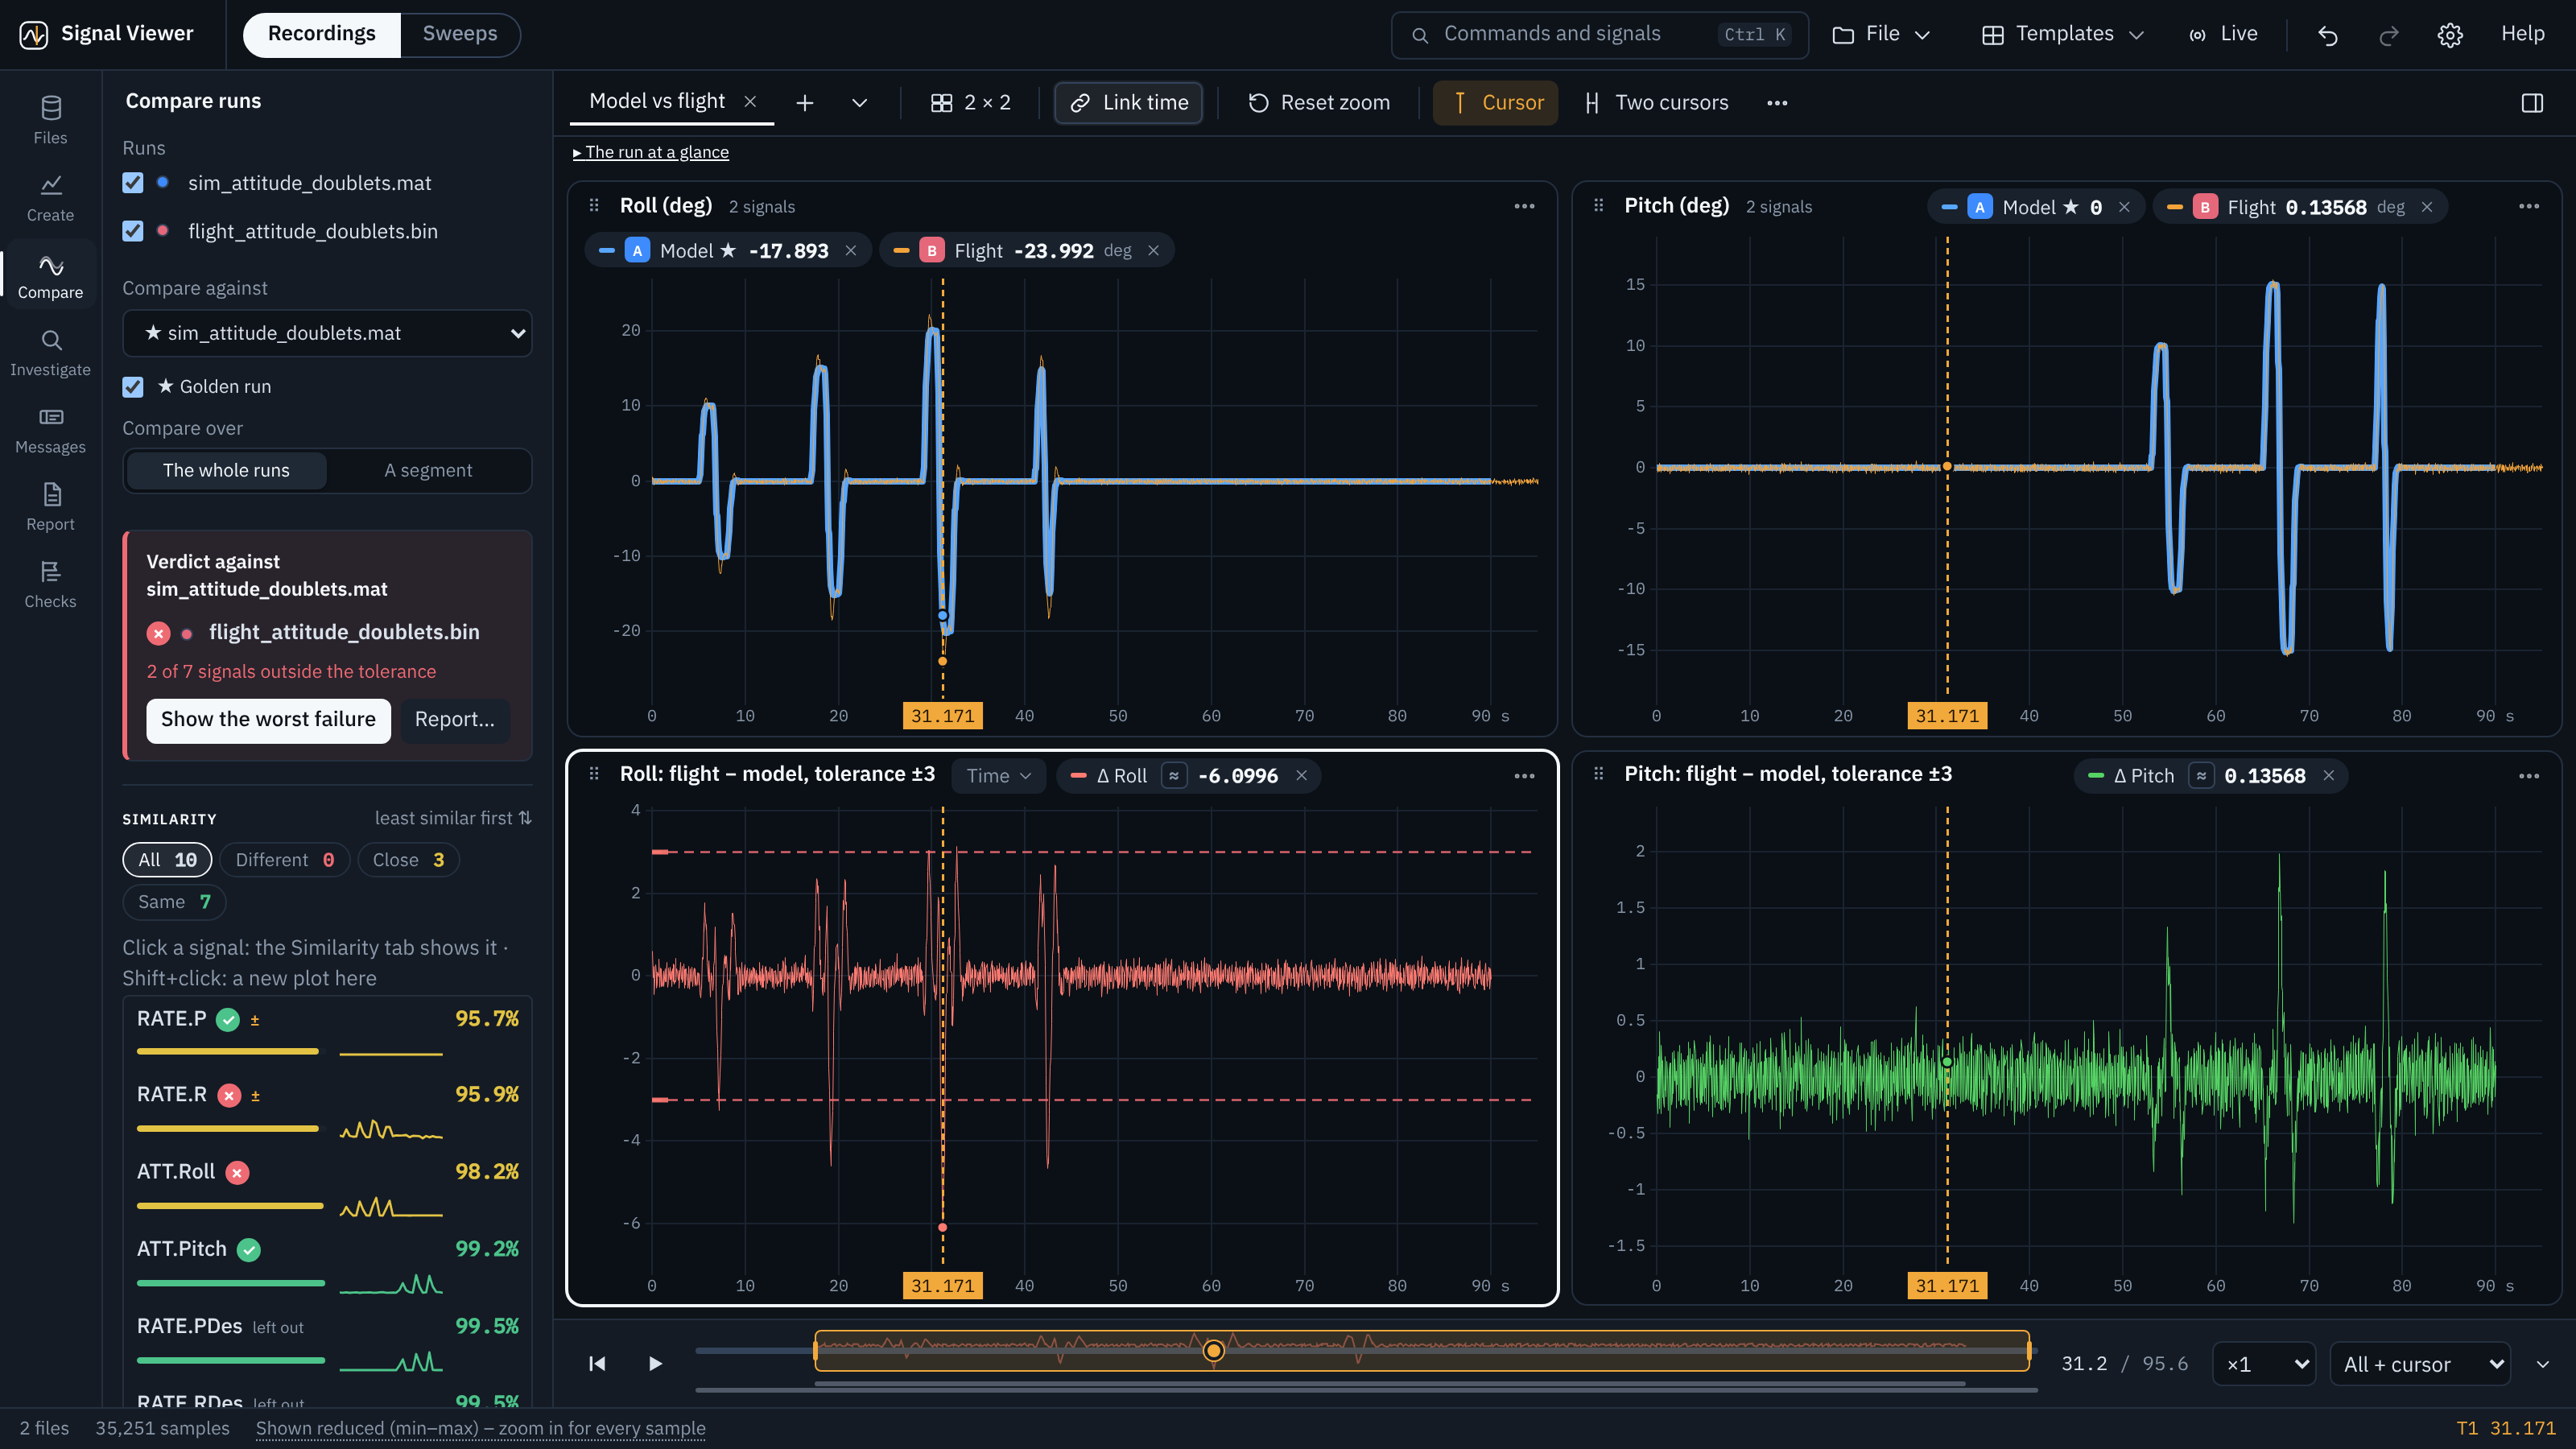 Signal Viewer
Recordings
Sweeps
Commands and signals
Ctrl K
File
Templates
Live
Help
Files
Create
Compare
Investigate
Messages
Report
Checks
Compare runs
Runs
sim_attitude_doublets.mat
flight_attitude_doublets.bin
Compare against
★ sim_attitude_doublets.mat
★ Golden run
Compare over
The whole runs
A segment
Verdict against
sim_attitude_doublets.mat
flight_attitude_doublets.bin
2 of 7 signals outside the tolerance
Show the worst failure
Report...
SIMILARITY
least similar first ⇅
All 10
Different 0
Close 3
Same 7
Click a signal: the Similarity tab shows it ·
Shift+click: a new plot here
RATE.P ± 95.7%
RATE.R ± 95.9%
ATT.Roll 98.2%
ATT.Pitch 99.2%
RATE.PDes left out 99.5%
RATE.RDes left out 99.5%
Model vs flight
2 × 2
Link time
Reset zoom
Cursor
Two cursors
▸ The run at a glance
Roll (deg) 2 signals
A Model ★ -17.893
B Flight -23.992 deg
20
10
0
-10
-20
0 10 20 31.171 40 50 60 70 80 90 s
Pitch (deg) 2 signals
A Model ★ 0
B Flight 0.13568 deg
15
10
5
0
-5
-10
-15
0 10 20 31.171 40 50 60 70 80 90 s
Roll: flight – model, tolerance ±3
Time
Δ Roll ≈ -6.0996
4
2
0
-2
-4
-6
0 10 20 31.171 40 50 60 70 80 90 s
Pitch: flight – model, tolerance ±3
Δ Pitch ≈ 0.13568
2
1.5
1
0.5
0
-0.5
-1
-1.5
0 10 20 31.171 40 50 60 70 80 90 s
31.2 / 95.6
×1
All + cursor
2 files
35,251 samples
Shown reduced (min–max) – zoom in for every sample
T1 31.171